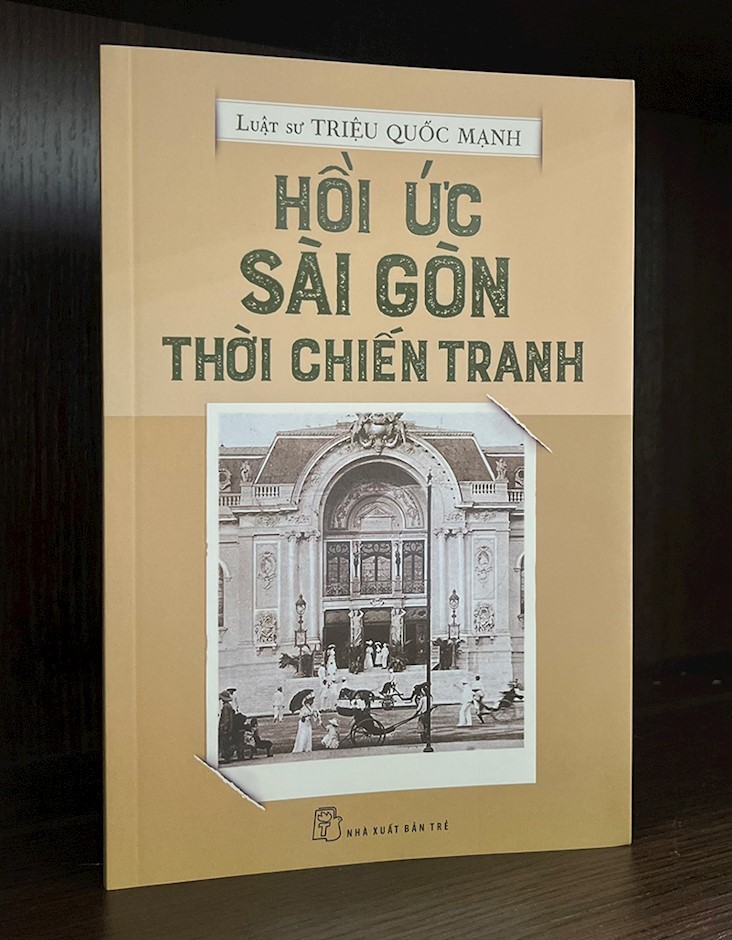 Luật sư TRIỆU QUỐC MẠNH
HỒI ỨC
SÀI GÒN
THỜI CHIẾN TRANH
NHÀ XUẤT BẢN TRẺ